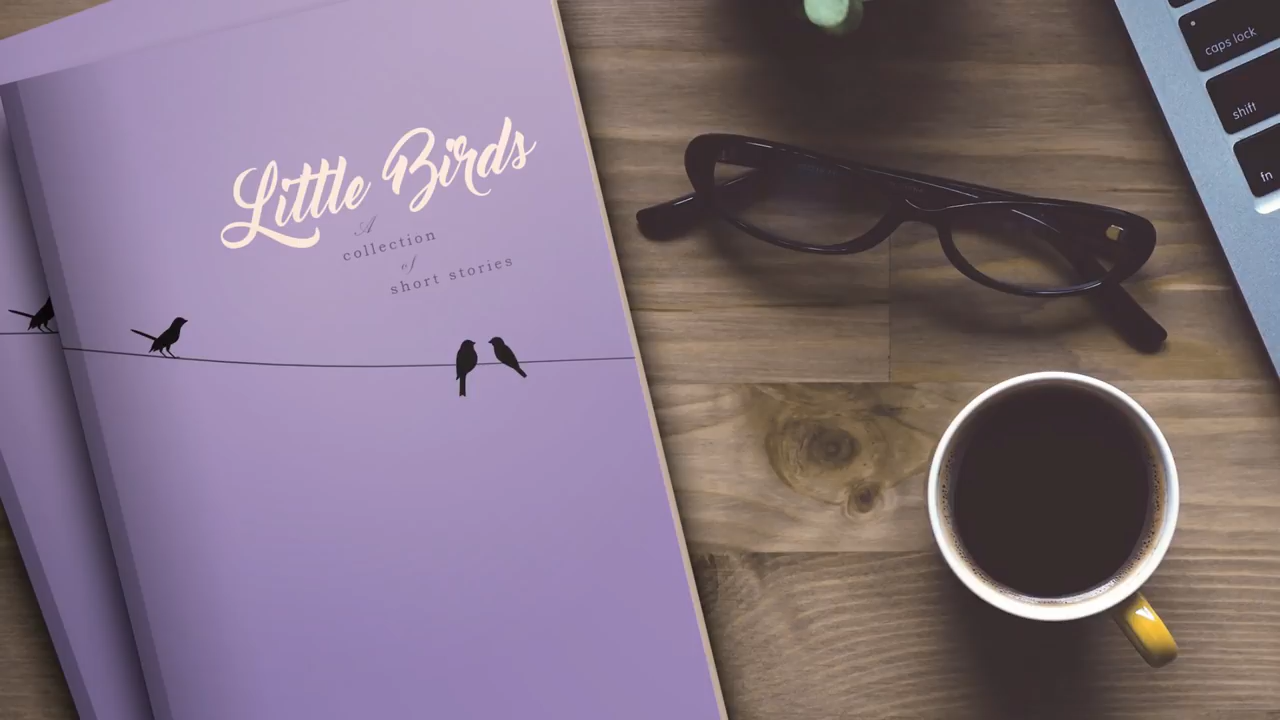 Little Birds
A
collection
of
short stories
caps lock
shift
fn